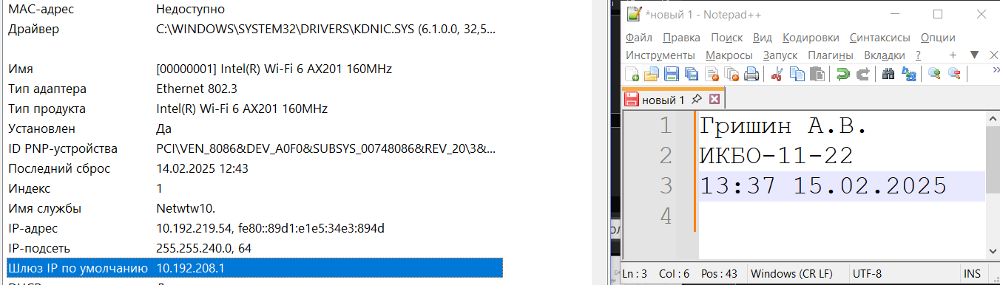 MAC-адрес Недоступно
Драйвер C:\WINDOWS\SYSTEM32\DRIVERS\KDNIC.SYS (6.1.0.0, 32,5...
Имя [00000001] Intel(R) Wi-Fi 6 AX201 160MHz
Тип адаптера Ethernet 802.3
Тип продукта Intel(R) Wi-Fi 6 AX201 160MHz
Установлен Да
ID PNP-устройства PCI\VEN_8086&DEV_A0F0&SUBSYS_00748086&REV_20\3&...
Последний сброс 14.02.2025 12:43
Индекс 1
Имя службы Netwtw10.
IP-адрес 10.192.219.54, fe80::89d1:e1e5:34e3:894d
IP-подсеть 255.255.240.0, 64
Шлюз IP по умолчанию 10.192.208.1
*новый 1 - Notepad++
Файл Правка Поиск Вид Кодировки Синтаксисы Опции
Инструменты Макросы Запуск Плагины Вкладки ? + ▼ X
новый 1
1 Гришин А.В.
2 ИКБО-11-22
3 13:37 15.02.2025
4
Ln : 3 Col : 6 Pos : 43 Windows (CR LF) UTF-8 INS